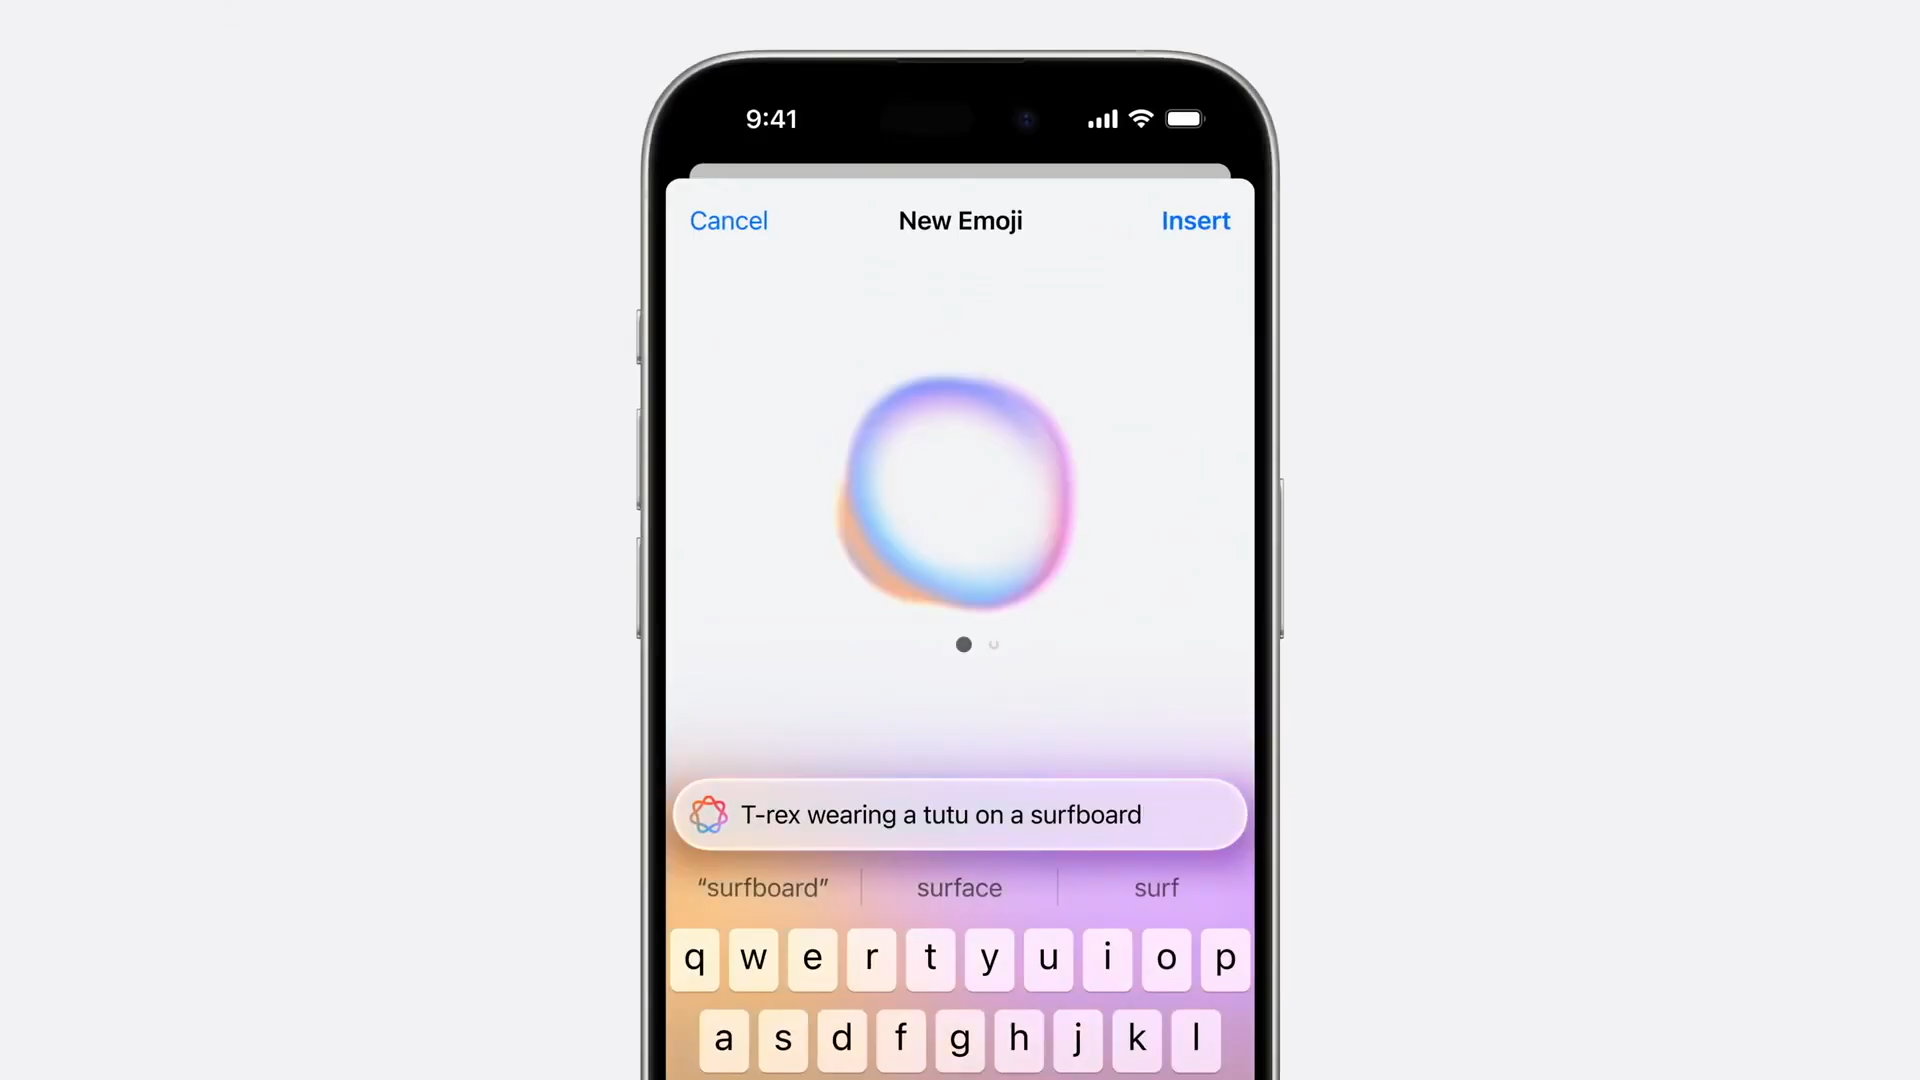 9:41
Cancel New Emoji Insert
T-rex wearing a tutu on a surfboard
“surfboard” surface surf
q w e r t y u i o p
a s d f g h j k l